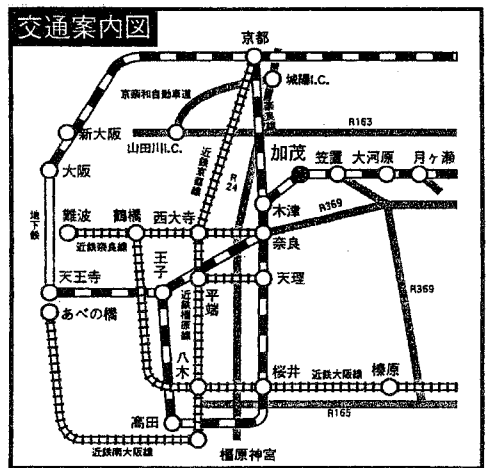 交通案内図
京都
城陽I.C.
京奈和自動車道
奈良線
R163
新大阪
山田川I.C.
加茂
笠置
大河原
月ヶ瀬
大阪
近鉄京都線
R
24
木津
R369
地下鉄
難波
鶴橋
西大寺
奈良
近鉄奈良線
王子
天王寺
近鉄橿原線
平端
天理
R369
あべの橋
八木
桜井
近鉄大阪線
榛原
R165
高田
近鉄南大阪線
橿原神宮